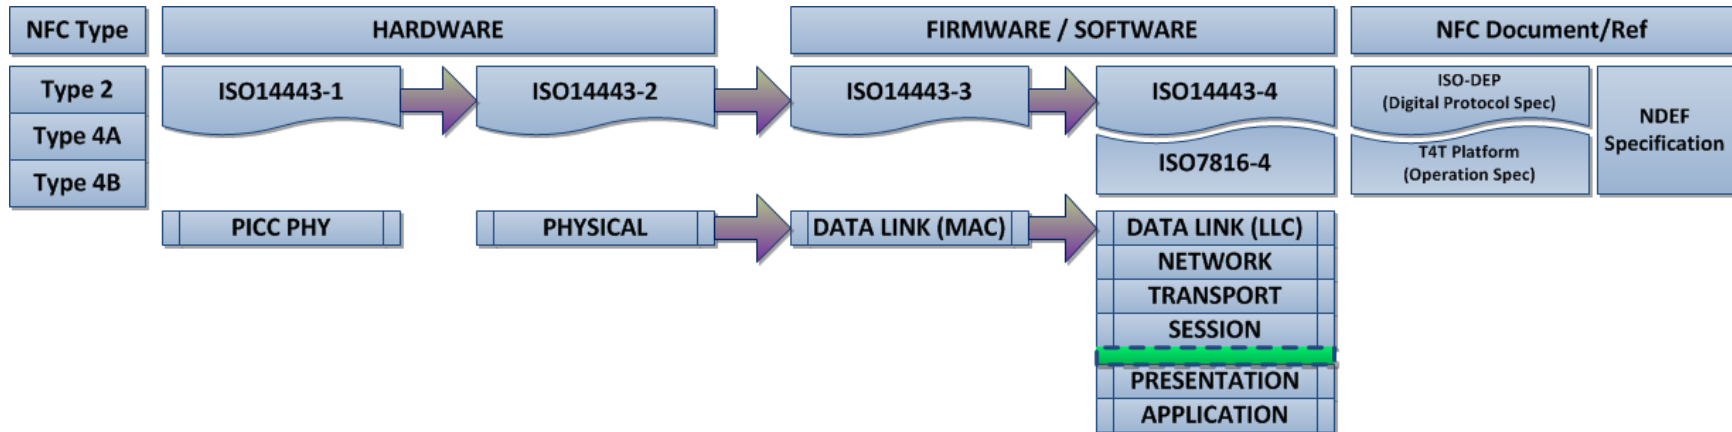 NFC Type
HARDWARE
FIRMWARE / SOFTWARE
NFC Document/Ref
Type 2
Type 4A
Type 4B
ISO14443-1
ISO14443-2
ISO14443-3
ISO14443-4
ISO7816-4
ISO-DEP
(Digital Protocol Spec)
T4T Platform
(Operation Spec)
NDEF
Specification
PICC PHY
PHYSICAL
DATA LINK (MAC)
DATA LINK (LLC)
NETWORK
TRANSPORT
SESSION
PRESENTATION
APPLICATION